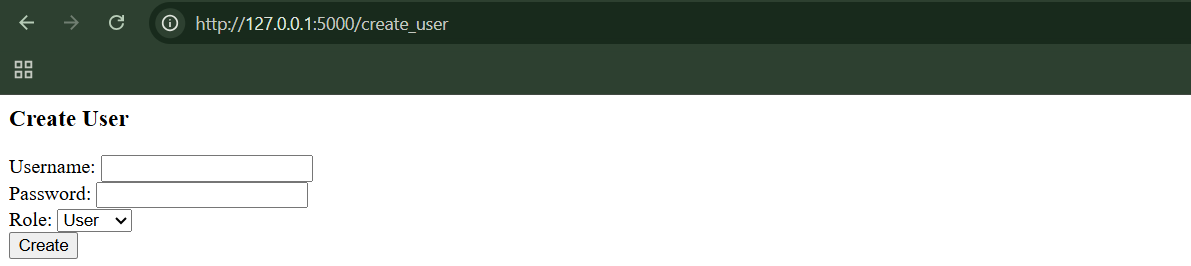 http://127.0.0.1:5000/create_user
Create User
Username:
Password:
Role: User
Create